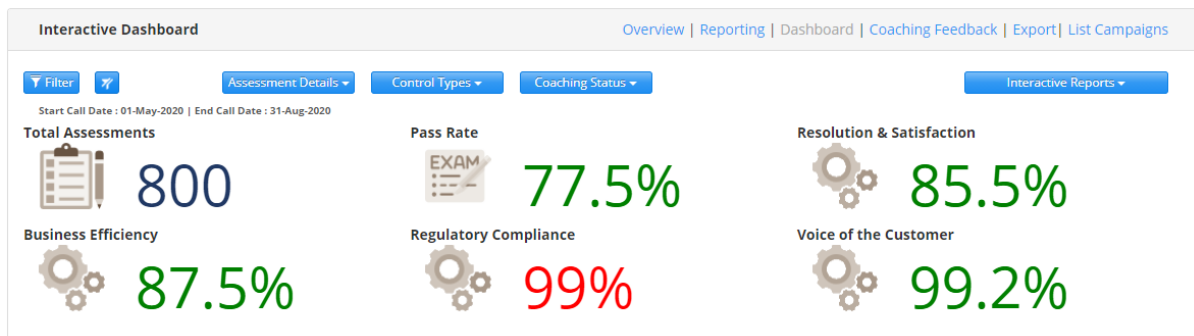 Interactive Dashboard
Overview | Reporting | Dashboard | Coaching Feedback | Export| List Campaigns
Filter
Assessment Details
Control Types
Coaching Status
Interactive Reports
Start Call Date : 01-May-2020 | End Call Date : 31-Aug-2020
Total Assessments
800
Pass Rate
EXAM
77.5%
Resolution & Satisfaction
85.5%
Business Efficiency
87.5%
Regulatory Compliance
99%
Voice of the Customer
99.2%